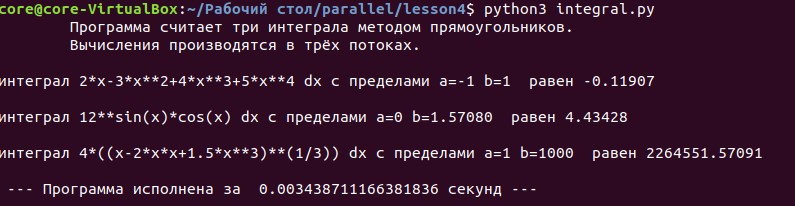 core@core-VirtualBox:~/Рабочий стол/parallel/lesson4$ python3 integral.py
Программа считает три интеграла методом прямоугольников.
Вычисления производятся в трёх потоках.
интеграл 2*x-3*x**2+4*x**3+5*x**4 dx с пределами a=-1 b=1 равен -0.11907
интеграл 12**sin(x)*cos(x) dx с пределами a=0 b=1.57080 равен 4.43428
интеграл 4*((x-2*x*x+1.5*x**3)**(1/3)) dx с пределами a=1 b=1000 равен 2264551.57091
--- Программа исполнена за 0.003438711166381836 секунд ---